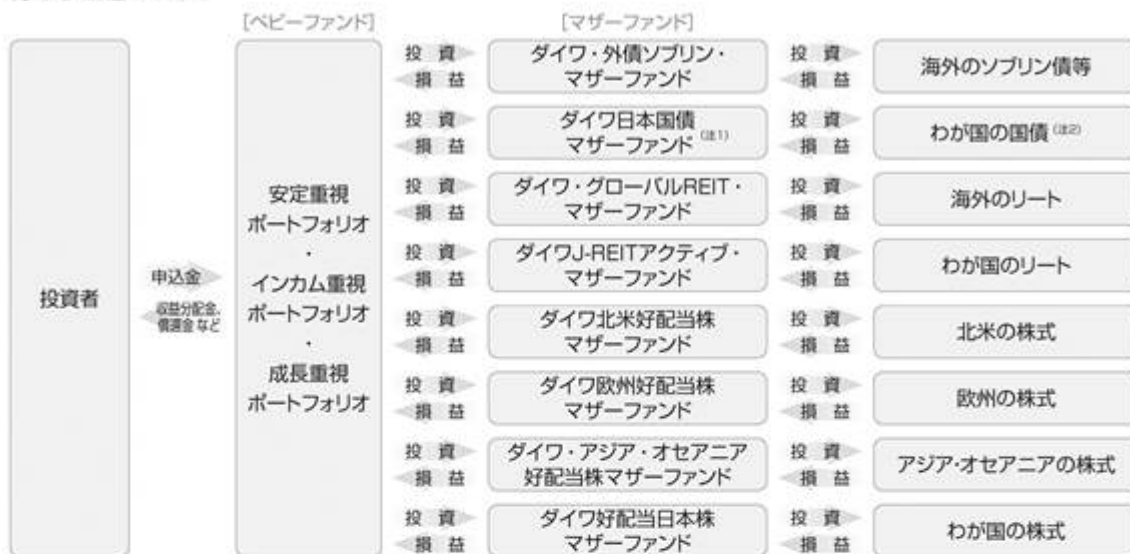 [ベビーファンド]
[マザーファンド]
投資者
申込金
収益分配金、
償還金 など
安定重視
ポートフォリオ
・
インカム重視
ポートフォリオ
・
成長重視
ポートフォリオ
投 資
損 益
ダイワ・外債ソブリン・
マザーファンド
投 資
損 益
海外のソブリン債等
投 資
損 益
ダイワ日本国債
マザーファンド (注1)
投 資
損 益
わが国の国債 (注2)
投 資
損 益
ダイワ・グローバルREIT・
マザーファンド
投 資
損 益
海外のリート
投 資
損 益
ダイワJ-REITアクティブ・
マザーファンド
投 資
損 益
わが国のリート
投 資
損 益
ダイワ北米好配当株
マザーファンド
投 資
損 益
北米の株式
投 資
損 益
ダイワ欧州好配当株
マザーファンド
投 資
損 益
欧州の株式
投 資
損 益
ダイワ・アジア・オセアニア
好配当株マザーファンド
投 資
損 益
アジア・オセアニアの株式
投 資
損 益
ダイワ好配当日本株
マザーファンド
投 資
損 益
わが国の株式